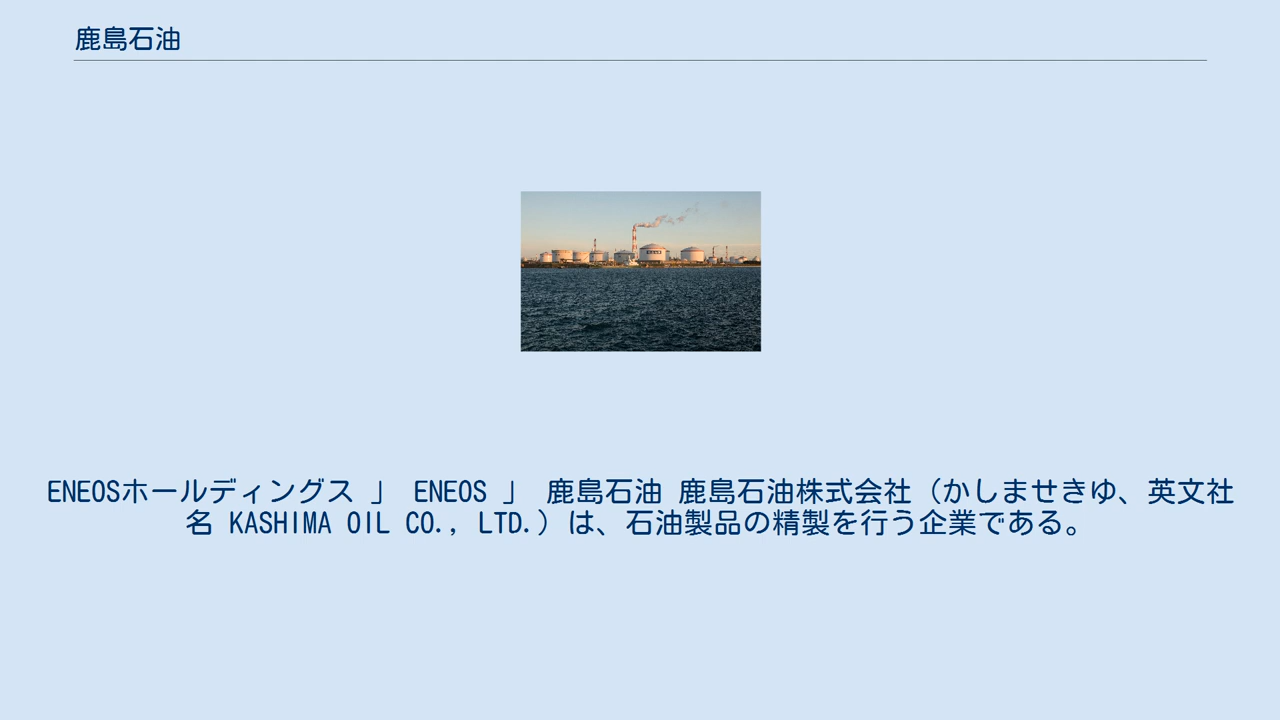 鹿島石油
ENEOSホールディングス 」 ENEOS 」 鹿島石油 鹿島石油株式会社（かしませきゆ、英文社
名 KASHIMA OIL CO., LTD.）は、石油製品の精製を行う企業である。